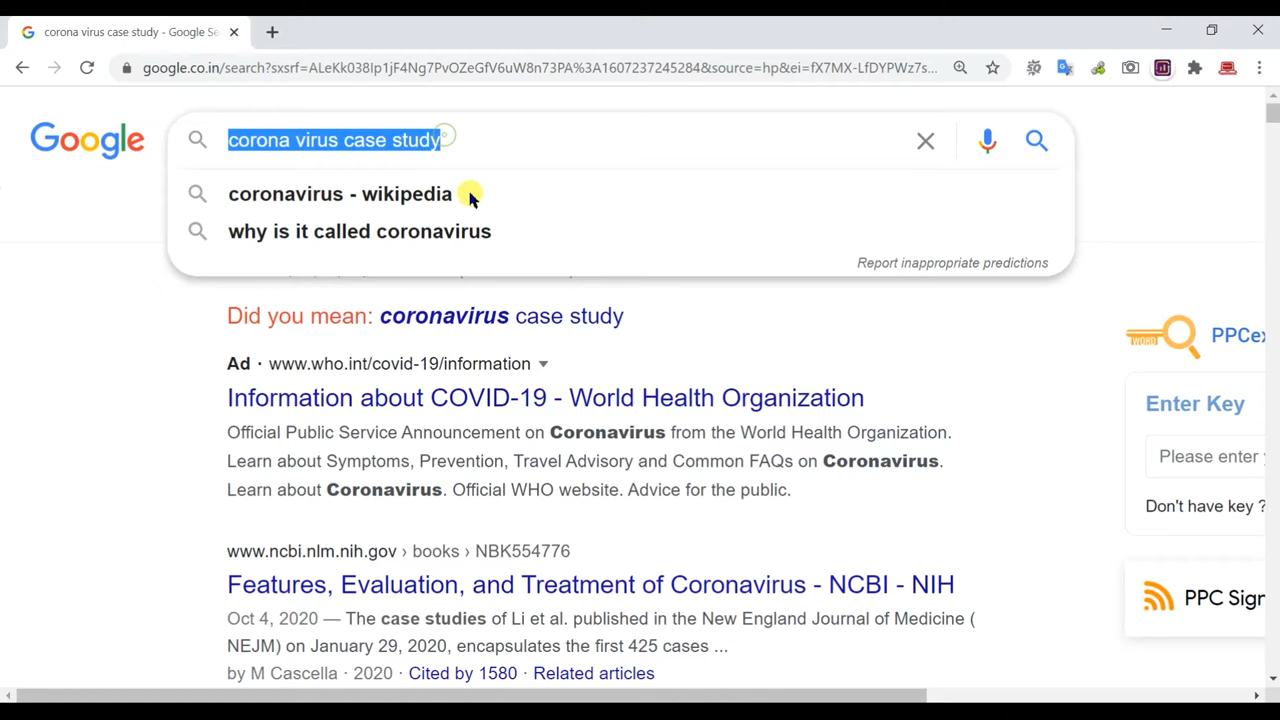 corona virus case study - Google Se
google.co.in/search?sxsrf=ALeKk038Ip1jF4Ng7PvOZeGfV6uW8n73PA%3A1607237245284&source=hp&ei=fX7MX-LfDYPWz7s...
Google
corona virus case study
coronavirus - wikipedia
why is it called coronavirus
Report inappropriate predictions
Did you mean: coronavirus case study
Ad · www.who.int/covid-19/information
Information about COVID-19 - World Health Organization
Official Public Service Announcement on Coronavirus from the World Health Organization.
Learn about Symptoms, Prevention, Travel Advisory and Common FAQs on Coronavirus.
Learn about Coronavirus. Official WHO website. Advice for the public.
www.ncbi.nlm.nih.gov › books › NBK554776
Features, Evaluation, and Treatment of Coronavirus - NCBI - NIH
Oct 4, 2020 — The case studies of Li et al. published in the New England Journal of Medicine (
NEJM) on January 29, 2020, encapsulates the first 425 cases ...
by M Cascella · 2020 · Cited by 1580 · Related articles
WORD
PPCex
Enter Key
Please enter
Don't have key ?
PPC Sign